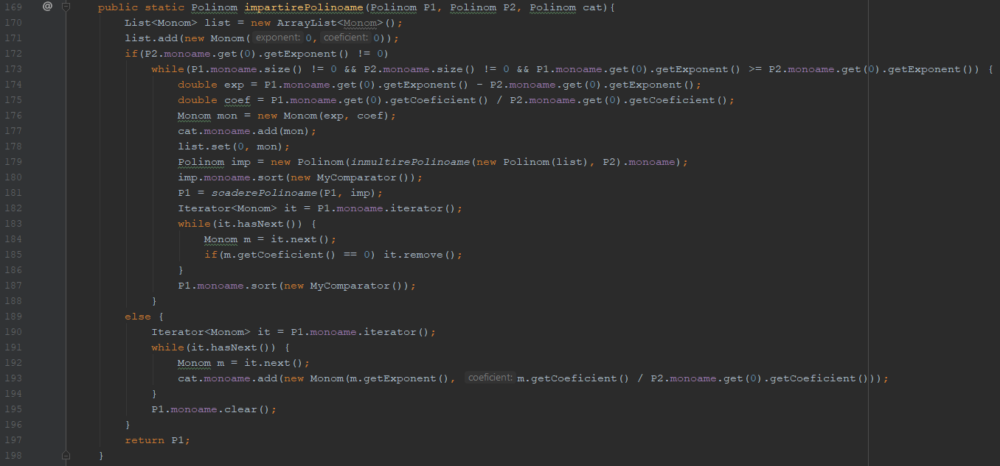 169 @ public static Polinom impartirePolinoame(Polinom P1, Polinom P2, Polinom cat){
170 List<Monom> list = new ArrayList<Monom>();
171 list.add(new Monom( exponent: 0, coeficient: 0));
172 if(P2.monoame.get(0).getExponent() != 0)
173 while(P1.monoame.size() != 0 && P2.monoame.size() != 0 && P1.monoame.get(0).getExponent() >= P2.monoame.get(0).getExponent()) {
174 double exp = P1.monoame.get(0).getExponent() - P2.monoame.get(0).getExponent();
175 double coef = P1.monoame.get(0).getCoeficient() / P2.monoame.get(0).getCoeficient();
176 Monom mon = new Monom(exp, coef);
177 cat.monoame.add(mon);
178 list.set(0, mon);
179 Polinom imp = new Polinom(inmultirePolinoame(new Polinom(list), P2).monoame);
180 imp.monoame.sort(new MyComparator());
181 P1 = scaderePolinoame(P1, imp);
182 Iterator<Monom> it = P1.monoame.iterator();
183 while(it.hasNext()) {
184 Monom m = it.next();
185 if(m.getCoeficient() == 0) it.remove();
186 }
187 P1.monoame.sort(new MyComparator());
188 }
189 else {
190 Iterator<Monom> it = P1.monoame.iterator();
191 while(it.hasNext()) {
192 Monom m = it.next();
193 cat.monoame.add(new Monom(m.getExponent(), coeficient: m.getCoeficient() / P2.monoame.get(0).getCoeficient()));
194 }
195 P1.monoame.clear();
196 }
197 return P1;
198 }